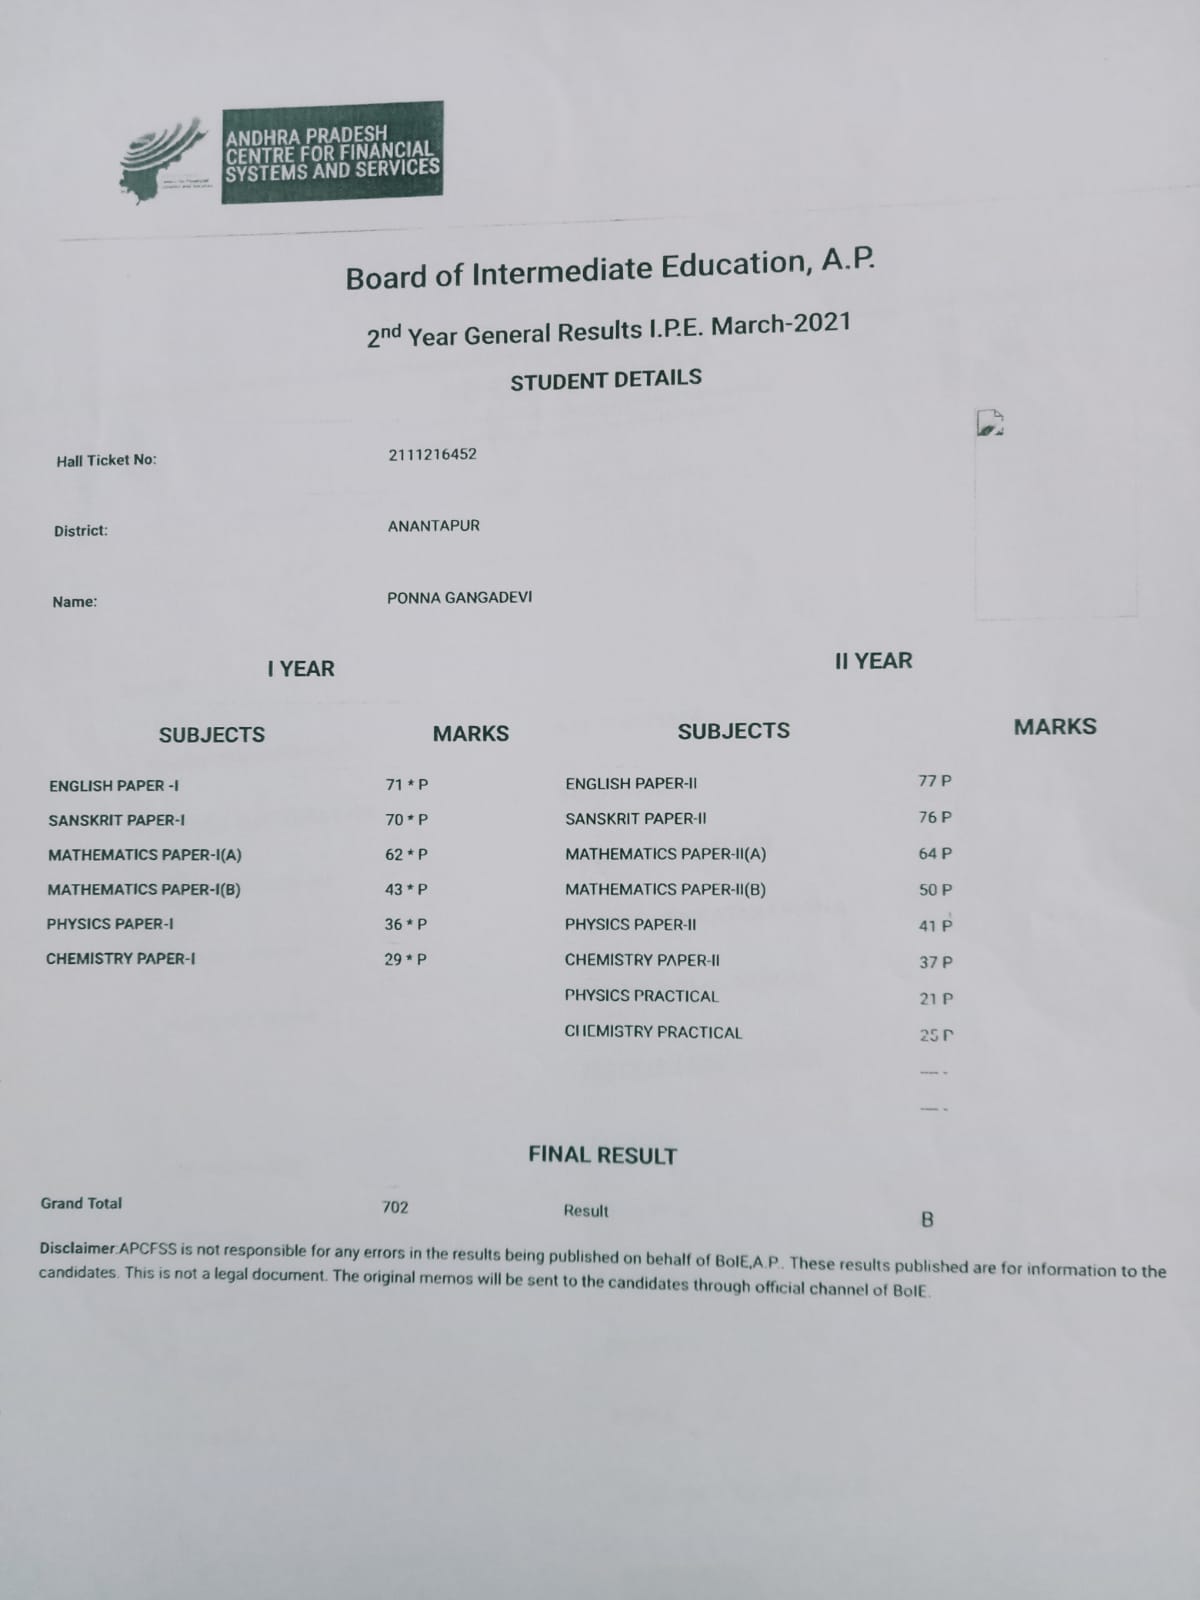 ANDHRA PRADESH
CENTRE FOR FINANCIAL
SYSTEMS AND SERVICES
Board of Intermediate Education, A.P.
2nd Year General Results I.P.E. March-2021
STUDENT DETAILS
Hall Ticket No: 2111216452
District: ANANTAPUR
Name: PONNA GANGADEVI
I YEAR II YEAR
SUBJECTS MARKS SUBJECTS MARKS
ENGLISH PAPER -I 71 * P ENGLISH PAPER-II 77 P
SANSKRIT PAPER-I 70 * P SANSKRIT PAPER-II 76 P
MATHEMATICS PAPER-I(A) 62 * P MATHEMATICS PAPER-II(A) 64 P
MATHEMATICS PAPER-I(B) 43 * P MATHEMATICS PAPER-II(B) 50 P
PHYSICS PAPER-I 36 * P PHYSICS PAPER-II 41 P
CHEMISTRY PAPER-I 29 * P CHEMISTRY PAPER-II 37 P
PHYSICS PRACTICAL 21 P
CHEMISTRY PRACTICAL 25 P
--- -
--- -
FINAL RESULT
Grand Total 702 Result B
Disclaimer:APCFSS is not responsible for any errors in the results being published on behalf of BoIE,A.P.. These results published are for information to the
candidates. This is not a legal document. The original memos will be sent to the candidates through official channel of BoIE.